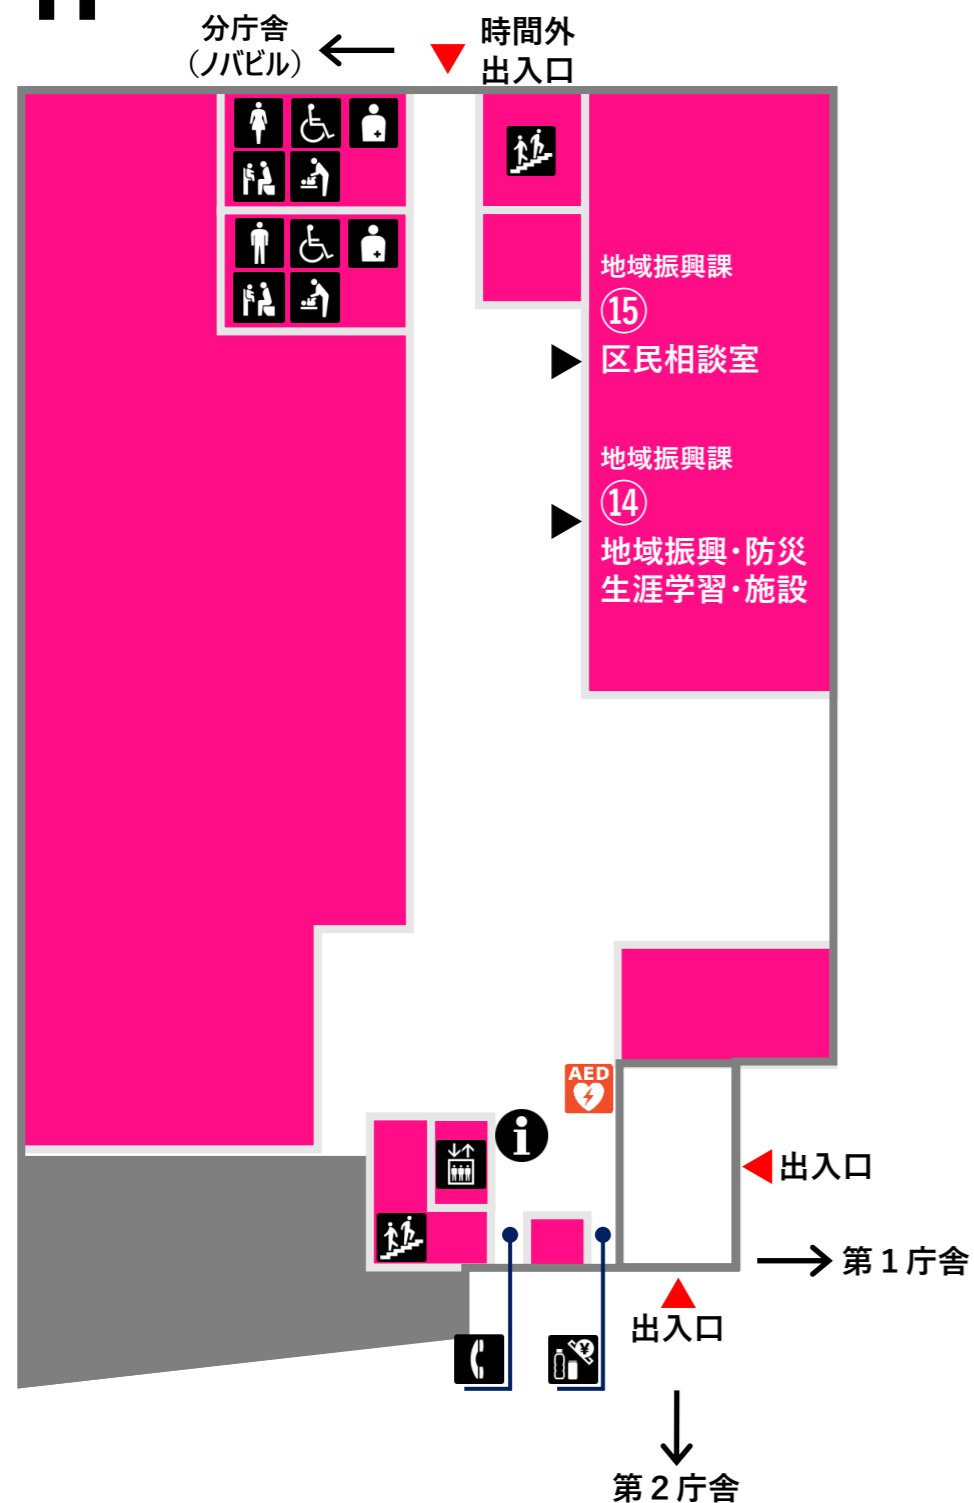 分庁舎
(ノバビル)
時間外
出入口
地域振興課
⑮
区民相談室
地域振興課
⑭
地域振興・防災
生涯学習・施設
AED
i
出入口
第1庁舎
出入口
¥
第2庁舎